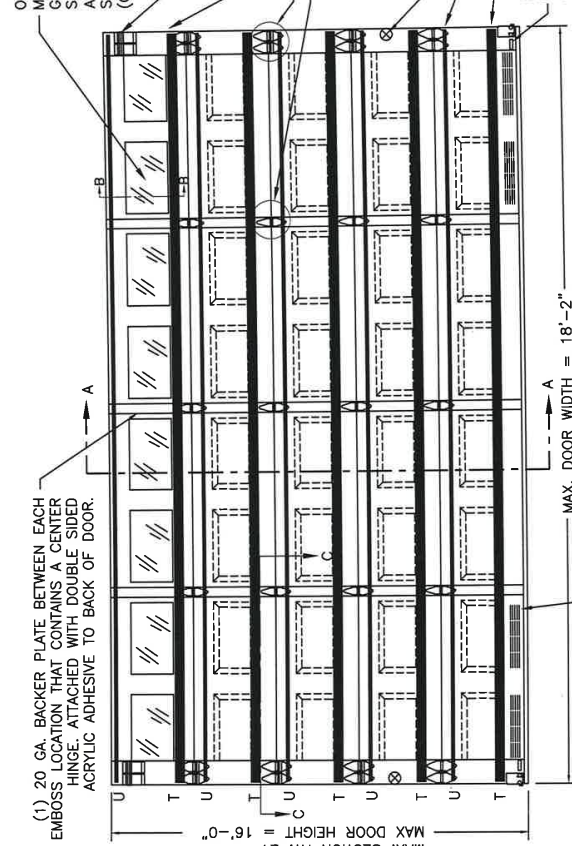 (1) 20 GA. BACKER PLATE BETWEEN EACH
EMBOSS LOCATION THAT CONTAINS A CENTER
HINGE. ATTACHED WITH DOUBLE SIDED
ACRYLIC ADHESIVE TO BACK OF DOOR.
A
A
B
B
C
C
U
T
U
T
U
T
U
T
U
T
MAX DOOR HEIGHT = 16'-0"
MAX. DOOR WIDTH = 18'-2"